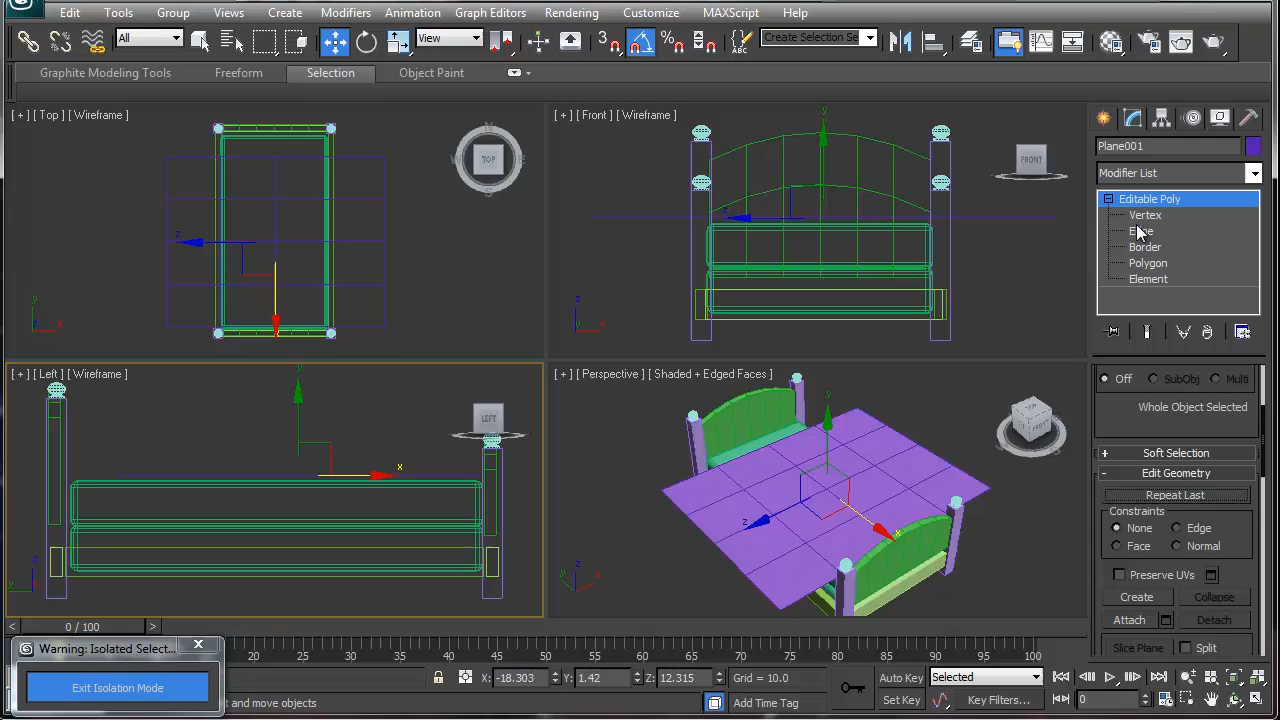 Edit Tools Group Views Create Modifiers Animation Graph Editors Rendering Customize MAXScript Help
All View 3 Create Selection Se
Graphite Modeling Tools Freeform Selection Object Paint
[ + ] [ Top ] [ Wireframe ]
TOP
z
y
x
[ + ] [ Front ] [ Wireframe ]
FRONT
y
z
z
x
[ + ] [ Left ] [ Wireframe ]
LEFT
y
x
z
y
[ + ] [ Perspective ] [ Shaded + Edged Faces ]
TOP
FRONT
y
z
x
z
y
x
Plane001
Modifier List
Editable Poly
Vertex
Border
Polygon
Element
Off SubObj Multi
Whole Object Selected
+ Soft Selection
- Edit Geometry
Repeat Last
Constraints
None Edge
Face Normal
Preserve UVs
Create Collapse
Attach Detach
Slice Plane Split
< 0 / 100 >
Warning: Isolated Select... X
Exit Isolation Mode
20 25 30 35 40 45 50 55 60 65 70 75 80 85 90 95 100
X: -18.303 Y: 1.42 Z: 12.315 Grid = 10.0
Auto Key Selected
and move objects
Add Time Tag
Set Key Key Filters...
0